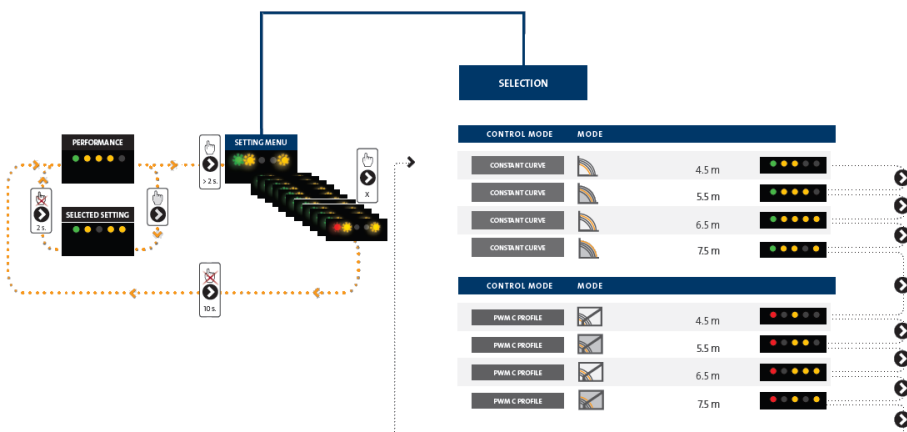 SELECTION
PERFORMANCE
SETTING MENU
> 2 s.
X
SELECTED SETTING
2 s.
10 s.
CONTROL MODE MODE
CONSTANT CURVE 4.5 m
CONSTANT CURVE 5.5 m
CONSTANT CURVE 6.5 m
CONSTANT CURVE 7.5 m
CONTROL MODE MODE
PWM C PROFILE 4.5 m
PWM C PROFILE 5.5 m
PWM C PROFILE 6.5 m
PWM C PROFILE 7.5 m